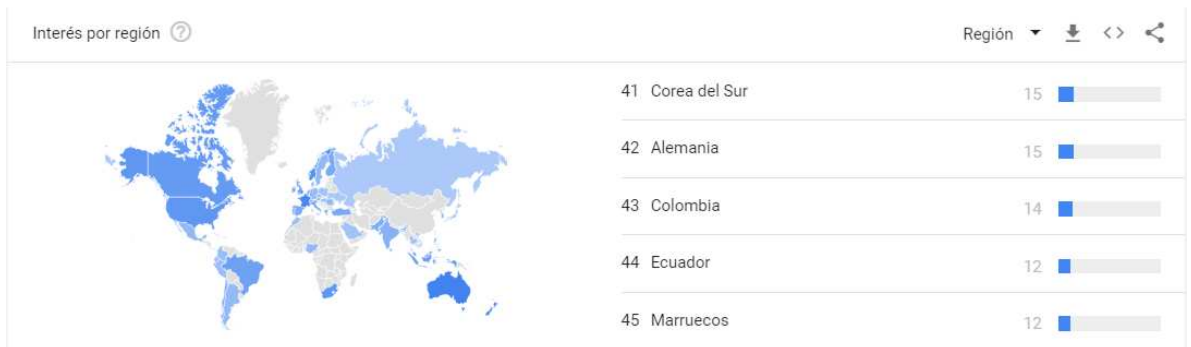 Interés por región
Región
41 Corea del Sur 15
42 Alemania 15
43 Colombia 14
44 Ecuador 12
45 Marruecos 12